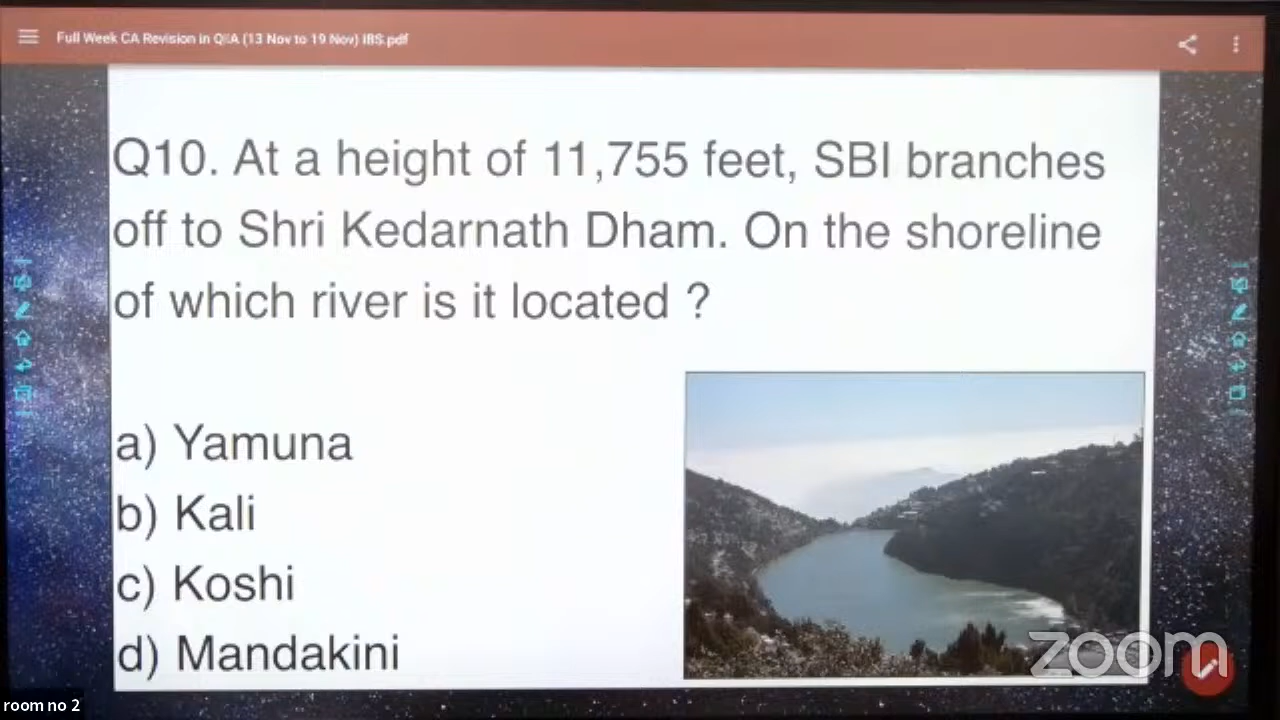 Full Week CA Revision in Q&A (13 Nov to 19 Nov) IBS.pdf
Q10. At a height of 11,755 feet, SBI branches
off to Shri Kedarnath Dham. On the shoreline
of which river is it located ?
a) Yamuna
b) Kali
c) Koshi
d) Mandakini
zoom
room no 2